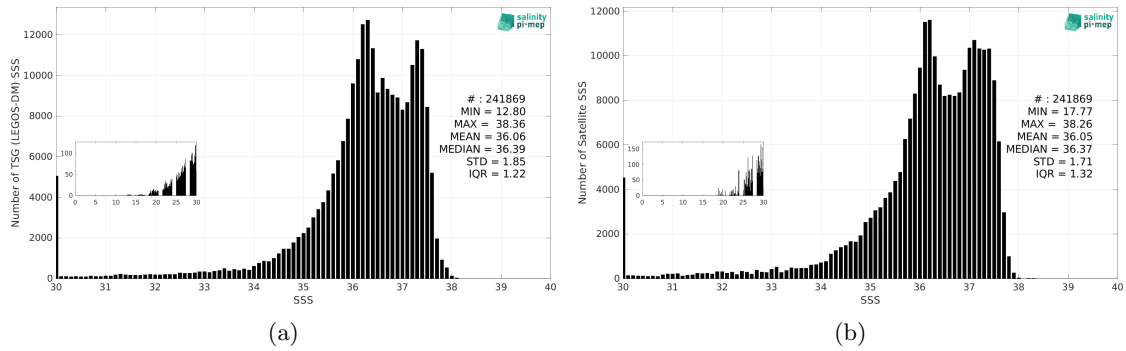 salinity
pi-mep
Number of TSG (LEGOS-DM) SSS
12000
10000
8000
6000
4000
2000
0
# : 241869
MIN = 12.80
MAX = 38.36
MEAN = 36.06
MEDIAN = 36.39
STD = 1.85
IQR = 1.22
100
50
0
0 5 10 15 20 25 30
30 31 32 33 34 35 36 37 38 39 40
SSS
(a)
salinity
pi-mep
Number of Satellite SSS
12000
10000
8000
6000
4000
2000
0
# : 241869
MIN = 17.77
MAX = 38.26
MEAN = 36.05
MEDIAN = 36.37
STD = 1.71
IQR = 1.32
150
100
50
0
0 5 10 15 20 25 30
30 31 32 33 34 35 36 37 38 39 40
SSS
(b)